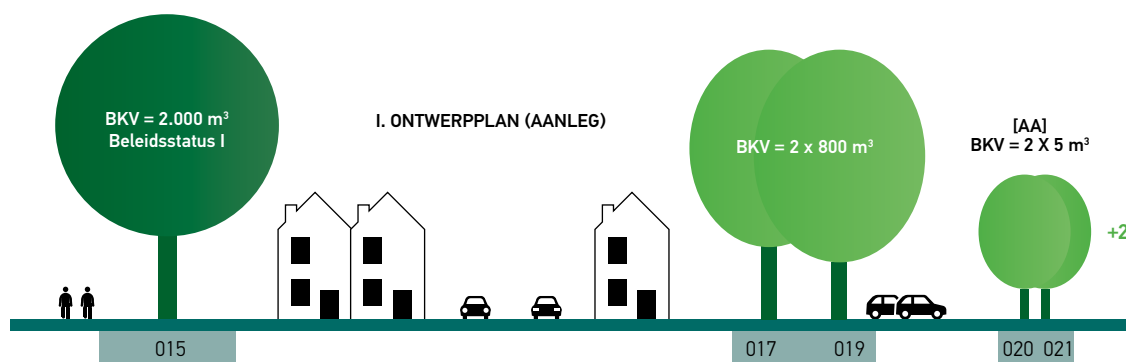 BKV = 2.000 m³
Beleidsstatus I
I. ONTWERPPLAN (AANLEG)
BKV = 2 x 800 m³
[AA]
BKV = 2 X 5 m³
+2
015
017
019
020
021